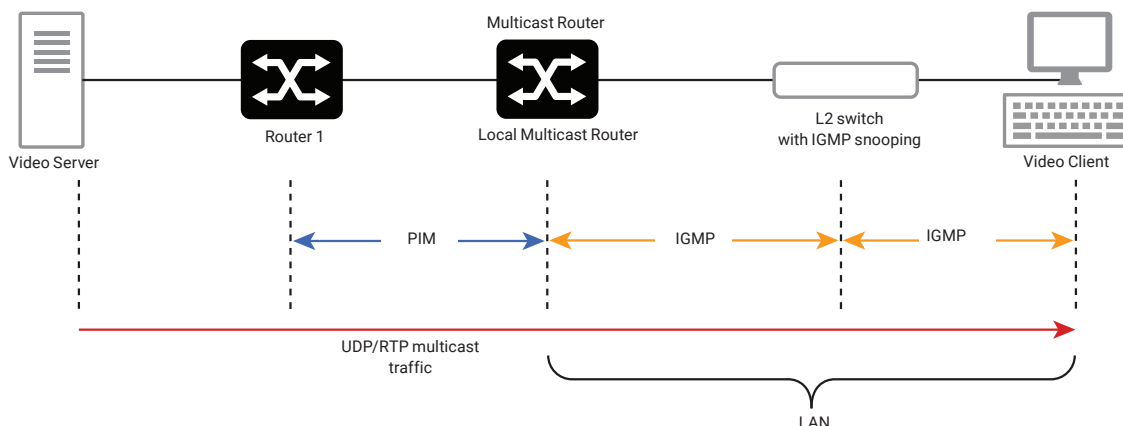 Multicast Router
Video Server
Router 1
Local Multicast Router
L2 switch
with IGMP snooping
Video Client
PIM
IGMP
IGMP
UDP/RTP multicast
traffic
LAN